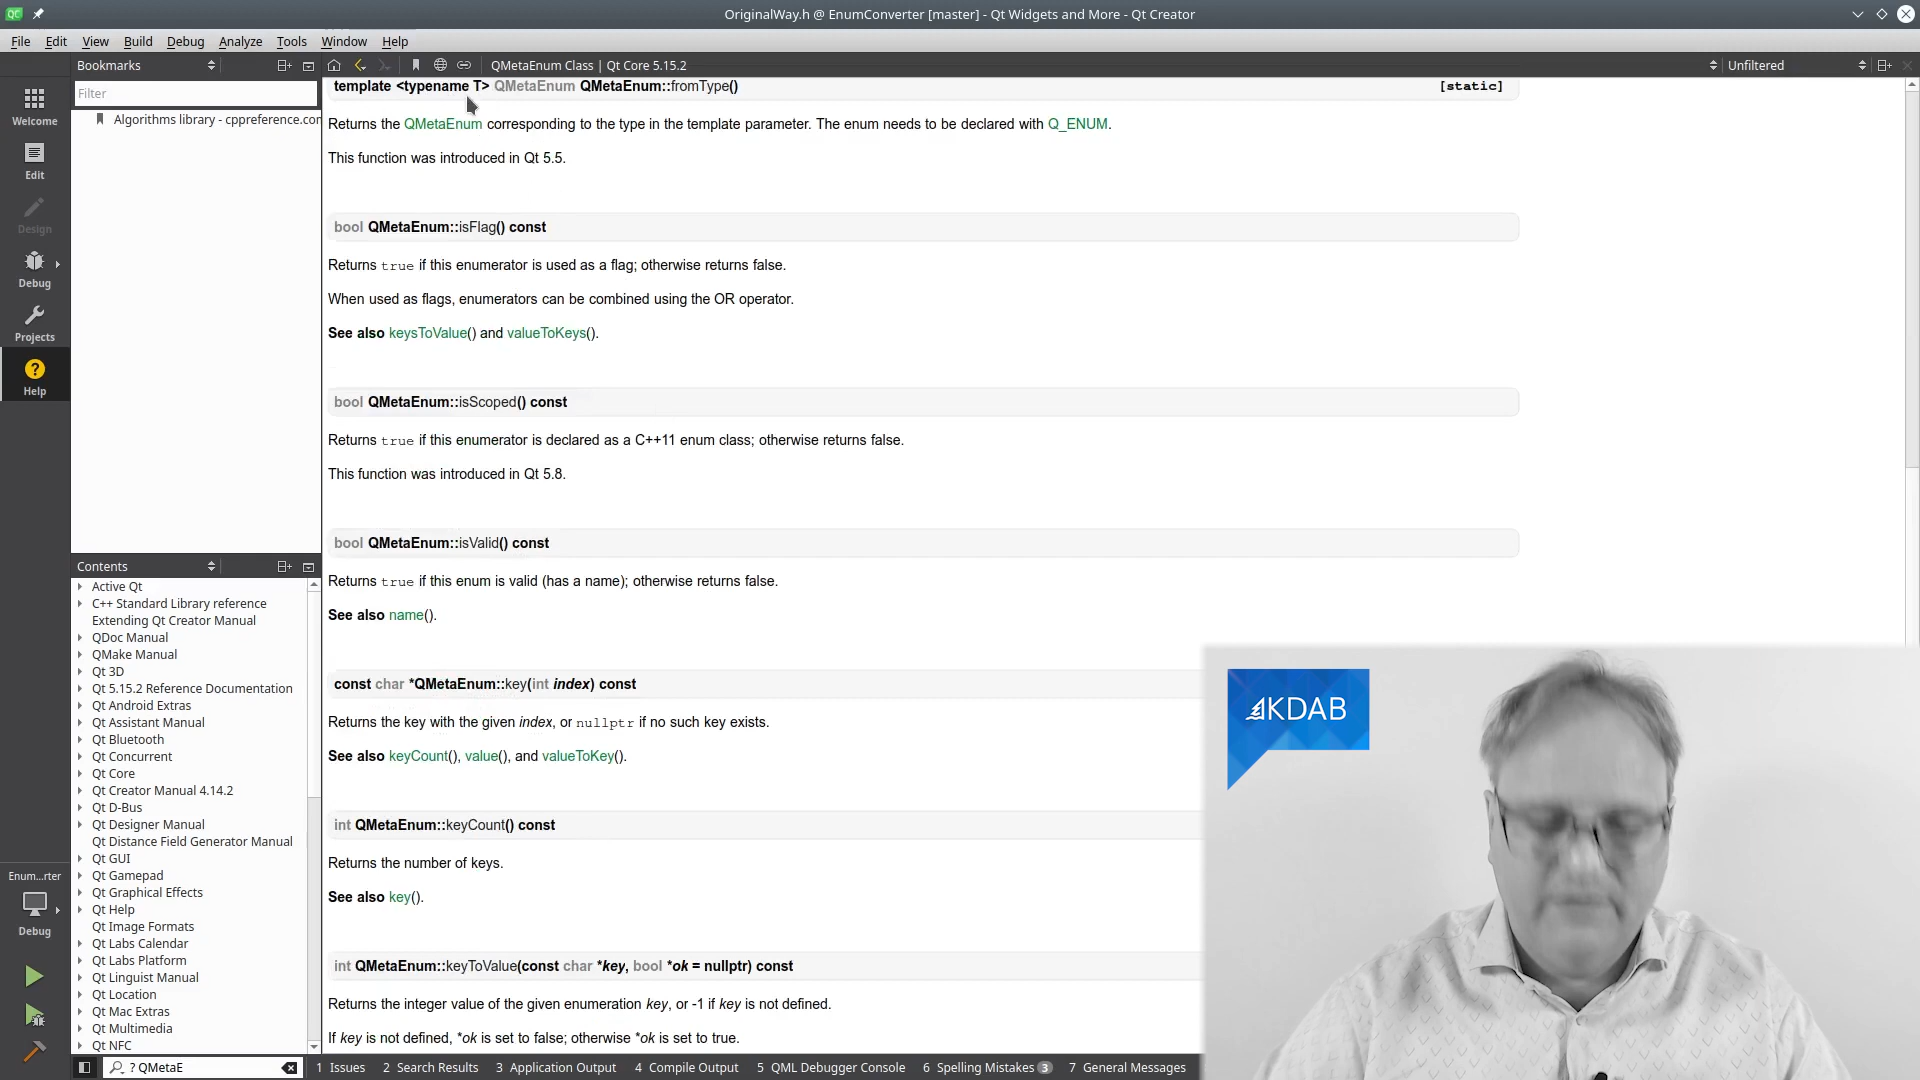 OriginalWay.h @ EnumConverter [master] - Qt Widgets and More - Qt Creator
File Edit View Build Debug Analyze Tools Window Help
Bookmarks
QMetaEnum Class | Qt Core 5.15.2
Unfiltered
Filter
Algorithms library - cppreference.com
Welcome
Edit
Design
Debug
Projects
Help
template <typename T> QMetaEnum QMetaEnum::fromType() [static]
Returns the QMetaEnum corresponding to the type in the template parameter. The enum needs to be declared with Q_ENUM.
This function was introduced in Qt 5.5.
bool QMetaEnum::isFlag() const
Returns true if this enumerator is used as a flag; otherwise returns false.
When used as flags, enumerators can be combined using the OR operator.
See also keysToValue() and valueToKeys().
bool QMetaEnum::isScoped() const
Returns true if this enumerator is declared as a C++11 enum class; otherwise returns false.
This function was introduced in Qt 5.8.
bool QMetaEnum::isValid() const
Returns true if this enum is valid (has a name); otherwise returns false.
See also name().
const char *QMetaEnum::key(int index) const
Returns the key with the given index, or nullptr if no such key exists.
See also keyCount(), value(), and valueToKey().
int QMetaEnum::keyCount() const
Returns the number of keys.
See also key().
int QMetaEnum::keyToValue(const char *key, bool *ok = nullptr) const
Returns the integer value of the given enumeration key, or -1 if key is not defined.
If key is not defined, *ok is set to false; otherwise *ok is set to true.
Contents
Active Qt
C++ Standard Library reference
Extending Qt Creator Manual
QDoc Manual
QMake Manual
Qt 3D
Qt 5.15.2 Reference Documentation
Qt Android Extras
Qt Assistant Manual
Qt Bluetooth
Qt Concurrent
Qt Core
Qt Creator Manual 4.14.2
Qt D-Bus
Qt Designer Manual
Qt Distance Field Generator Manual
Qt GUI
Qt Gamepad
Qt Graphical Effects
Qt Help
Qt Image Formats
Qt Labs Calendar
Qt Labs Platform
Qt Linguist Manual
Qt Location
Qt Mac Extras
Qt Multimedia
Qt NFC
Enum...rter
Debug
KDAB
? QMetaE
1 Issues 2 Search Results 3 Application Output 4 Compile Output 5 QML Debugger Console 6 Spelling Mistakes 3 7 General Messages